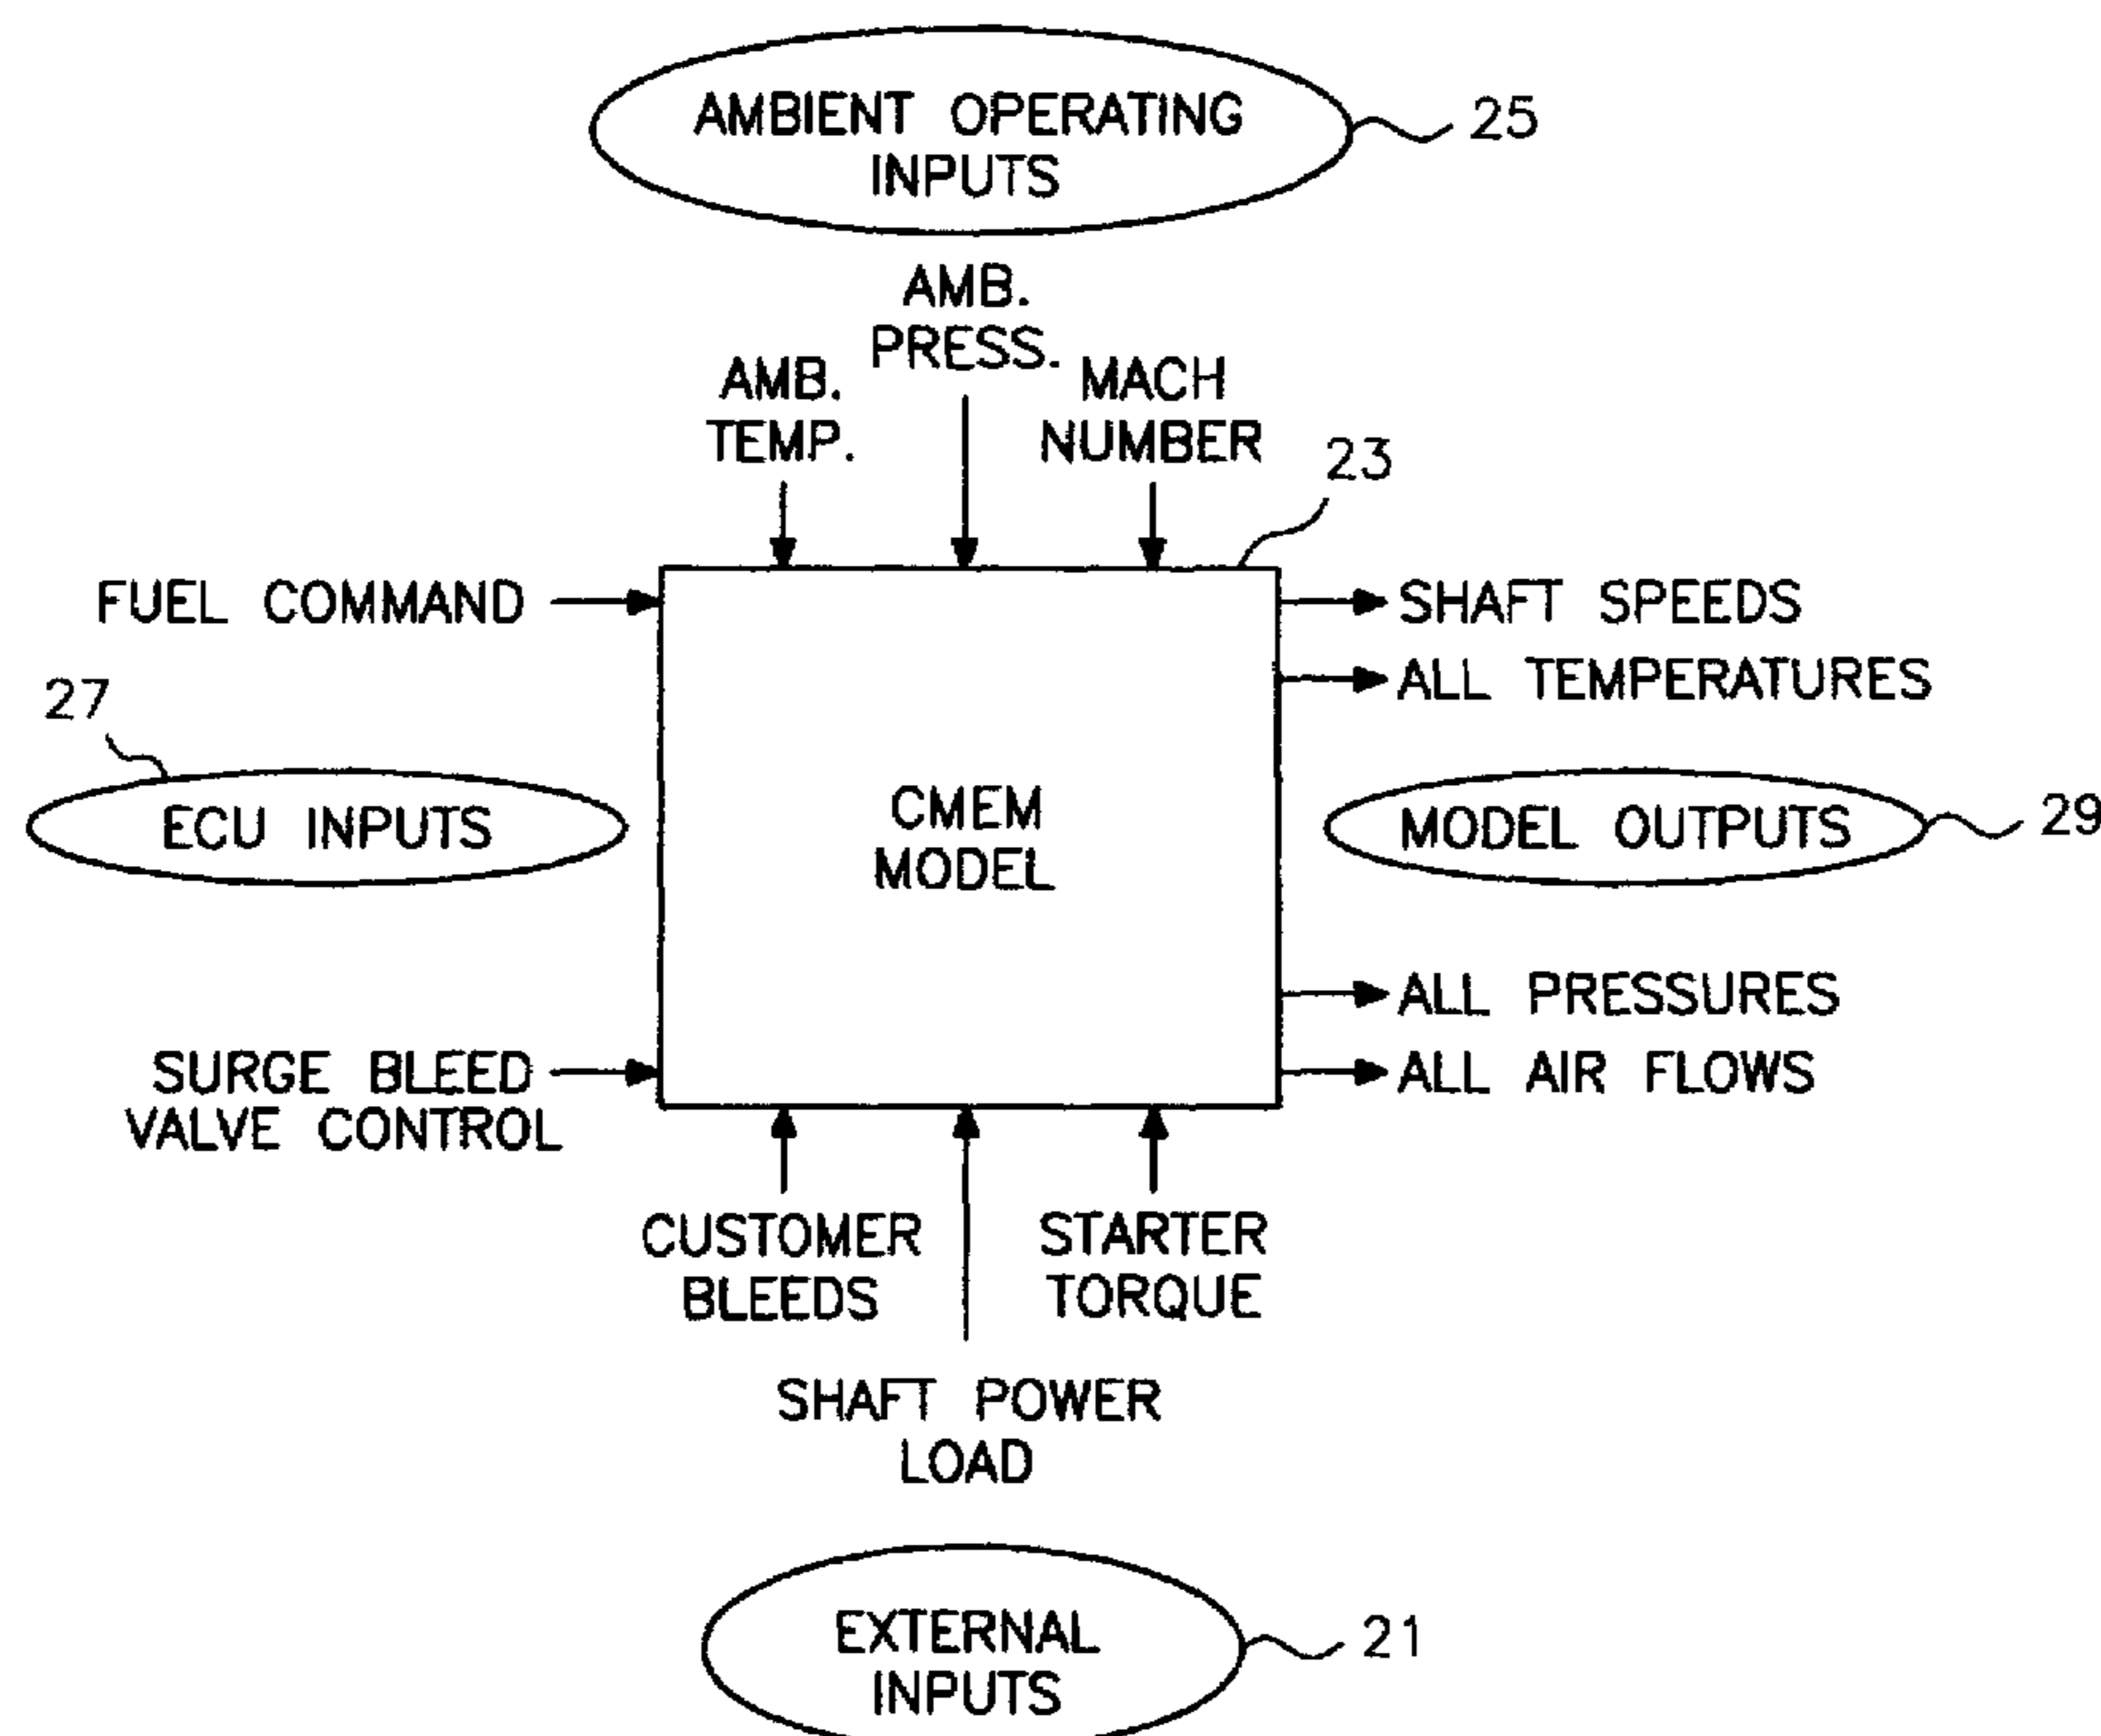 AMBIENT OPERATING
INPUTS
25
AMB.
PRESS.
AMB.
TEMP.
MACH
NUMBER
23
FUEL COMMAND
SHAFT SPEEDS
ALL TEMPERATURES
27
ECU INPUTS
CMEM
MODEL
MODEL OUTPUTS
29
ALL PRESSURES
SURGE BLEED
VALVE CONTROL
ALL AIR FLOWS
CUSTOMER
BLEEDS
STARTER
TORQUE
SHAFT POWER
LOAD
EXTERNAL
INPUTS
21